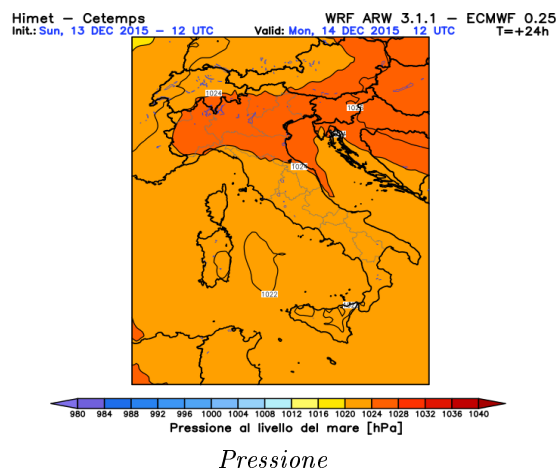 Himet – Cetemps WRF ARW 3.1.1 – ECMWF 0.25
Init.: Sun, 13 DEC 2015 – 12 UTC Valid: Mon, 14 DEC 2015 12 UTC T=+24h
1024
1024
1022
980 984 988 992 996 1000 1004 1008 1012 1016 1020 1024 1028 1032 1036 1040
Pressione al livello del mare [hPa]
Pressione